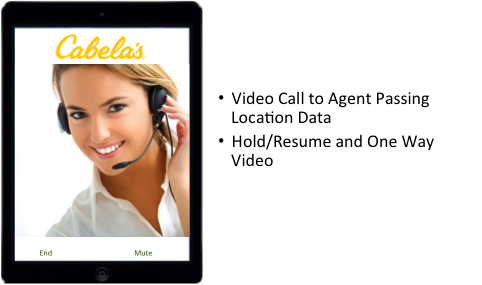 Cabela's
• Video Call to Agent Passing
Location Data
• Hold/Resume and One Way
Video
End
Mute